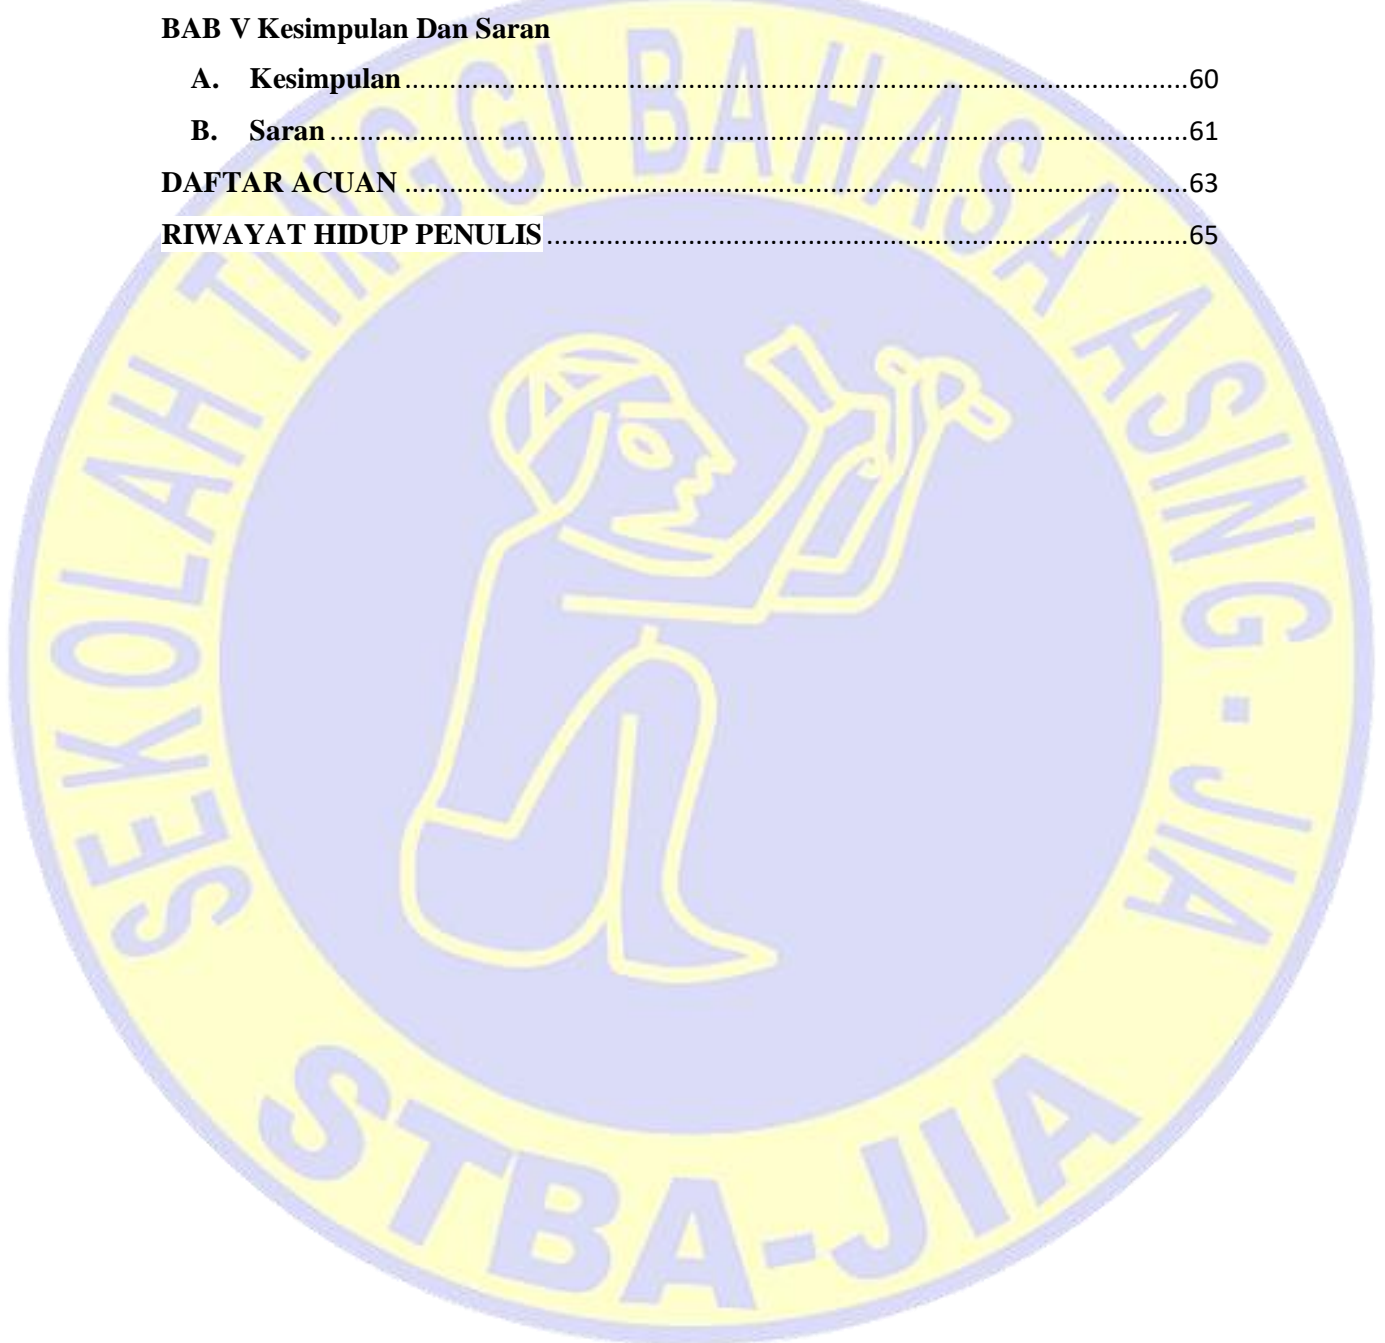 BAB V Kesimpulan Dan Saran
A. Kesimpulan ........................................................................................................ 60
B. Saran .................................................................................................................. 61
DAFTAR ACUAN ........................................................................................................ 63
RIWAYAT HIDUP PENULIS ...................................................................................... 65
SEKOLAH TINGGI BAHASA ASING - JIA
STBA-JIA